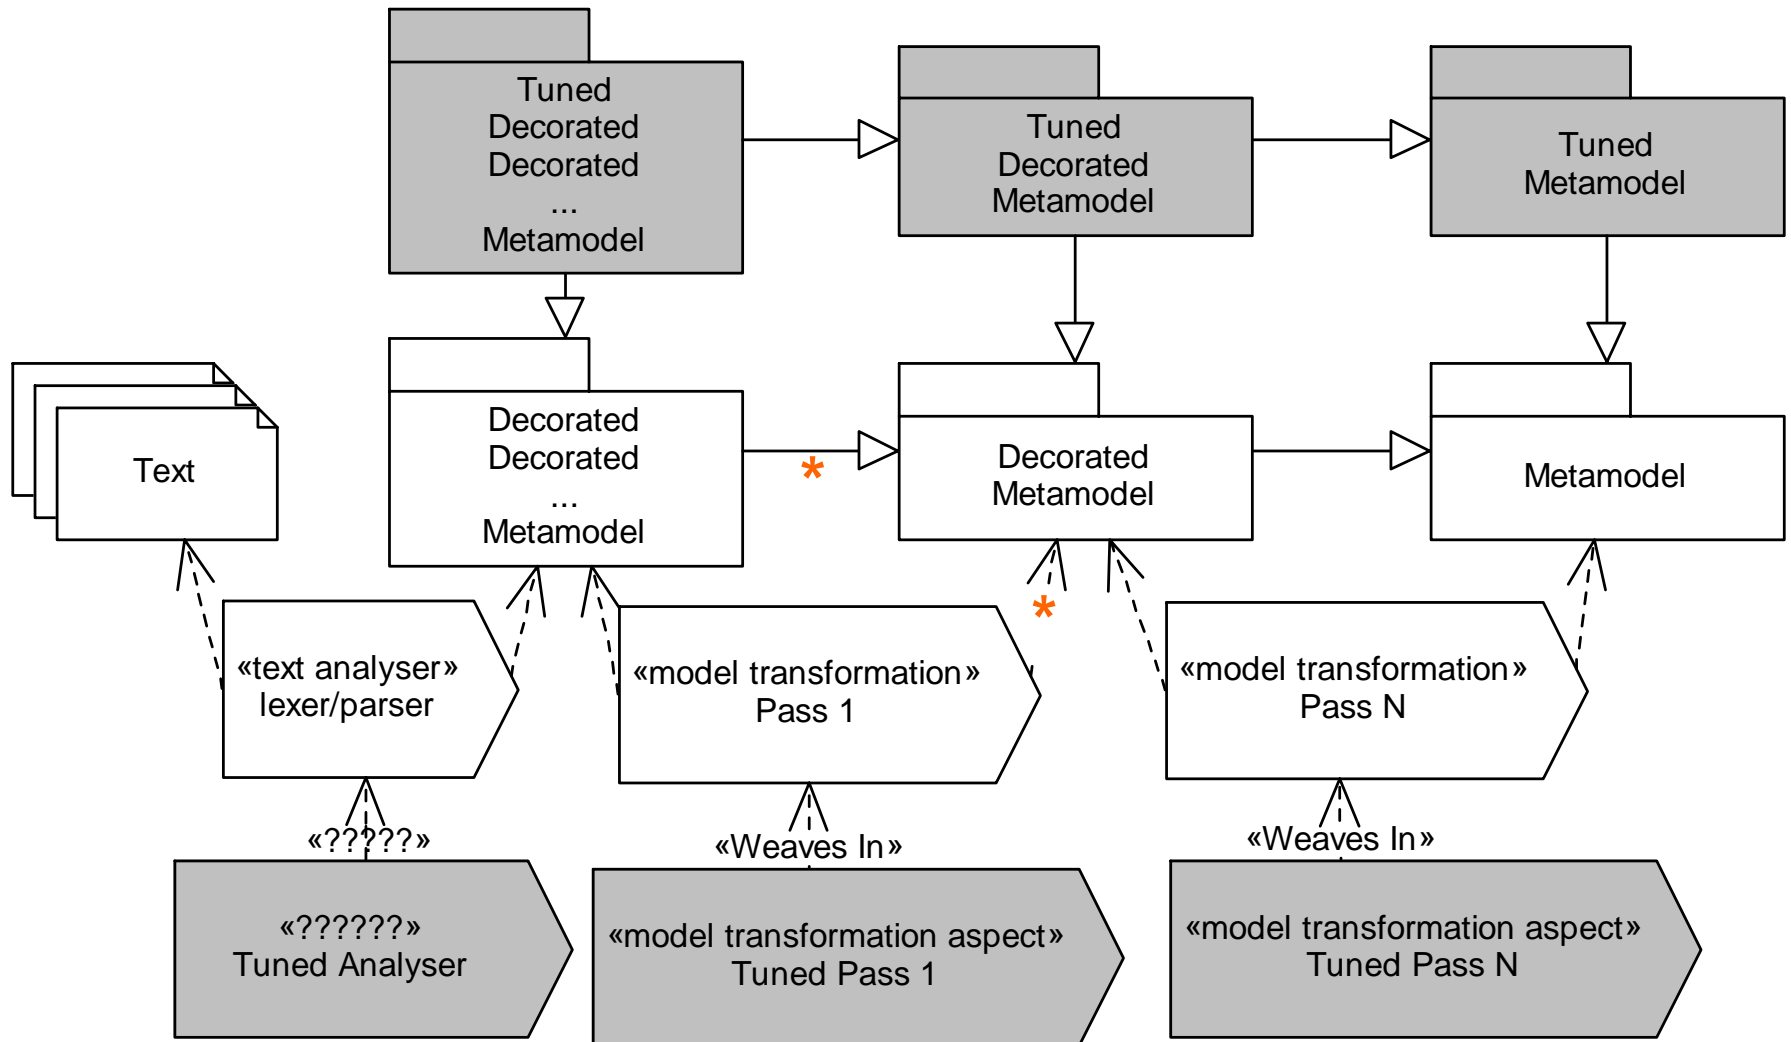 Tuned
Decorated
Decorated
...
Metamodel
Tuned
Decorated
Metamodel
Tuned
Metamodel
Text
Decorated
Decorated
...
Metamodel
*
Decorated
Metamodel
Metamodel
*
«text analyser»
lexer/parser
«model transformation»
Pass 1
«model transformation»
Pass N
«?????»
«Weaves In»
«Weaves In»
«??????»
Tuned Analyser
«model transformation aspect»
Tuned Pass 1
«model transformation aspect»
Tuned Pass N